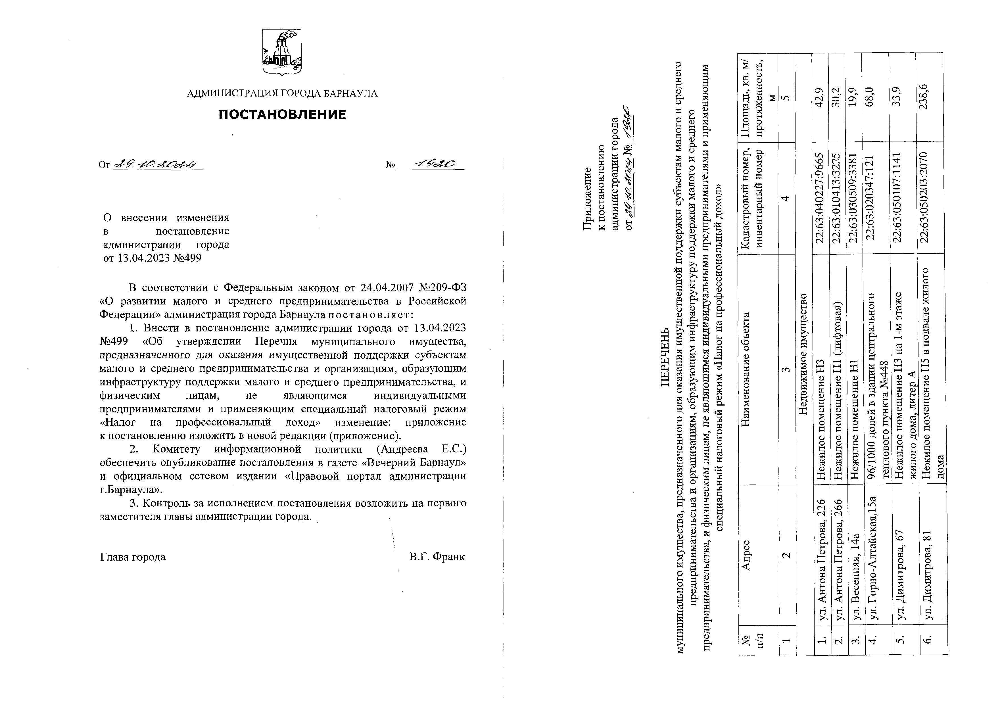 АДМИНИСТРАЦИЯ ГОРОДА БАРНАУЛА
ПОСТАНОВЛЕНИЕ
От 29.10.2024 № 1920
О внесении изменения
в постановление
администрации города
от 13.04.2023 №499
В соответствии с Федеральным законом от 24.04.2007 №209-ФЗ
«О развитии малого и среднего предпринимательства в Российской
Федерации» администрация города Барнаула постановляет:
1. Внести в постановление администрации города от 13.04.2023
№499 «Об утверждении Перечня муниципального имущества,
предназначенного для оказания имущественной поддержки субъектам
малого и среднего предпринимательства и организациям, образующим
инфраструктуру поддержки малого и среднего предпринимательства, и
физическим лицам, не являющимся индивидуальными
предпринимателями и применяющим специальный налоговый режим
«Налог на профессиональный доход» изменение: приложение
к постановлению изложить в новой редакции (приложение).
2. Комитету информационной политики (Андреева Е.С.)
обеспечить опубликование постановления в газете «Вечерний Барнаул»
и официальном сетевом издании «Правовой портал администрации
г.Барнаула».
3. Контроль за исполнением постановления возложить на первого
заместителя главы администрации города.
Глава города В.Г. Франк
Приложение
к постановлению
администрации города
от 29.10.2024 № 1920
ПЕРЕЧЕНЬ
муниципального имущества, предназначенного для оказания имущественной поддержки субъектам малого и среднего
предпринимательства и организациям, образующим инфраструктуру поддержки малого и среднего
предпринимательства, и физическим лицам, не являющимся индивидуальными предпринимателями и применяющим
специальный налоговый режим «Налог на профессиональный доход»
№ п/п Адрес Наименование объекта Кадастровый номер, инвентарный номер Площадь, кв. м/ протяженность, м
1 2 3 4 5
Недвижимое имущество
1. ул. Антона Петрова, 226 Нежилое помещение Н3 22:63:040227:9665 42,9
2. ул. Антона Петрова, 266 Нежилое помещение Н1 (лифтовая) 22:63:010413:3225 30,2
3. ул. Весенняя, 14а Нежилое помещение Н1 22:63:030509:3381 19,9
4. ул. Горно-Алтайская,15а 96/1000 долей в здании центрального 22:63:020347:121 68,0
теплового пункта №448
5. ул. Димитрова, 67 Нежилое помещение Н3 на 1-м этаже 22:63:050107:1141 33,9
жилого дома, литер А
6. ул. Димитрова, 81 Нежилое помещение Н5 в подвале жилого 22:63:050203:2070 238,6
дома